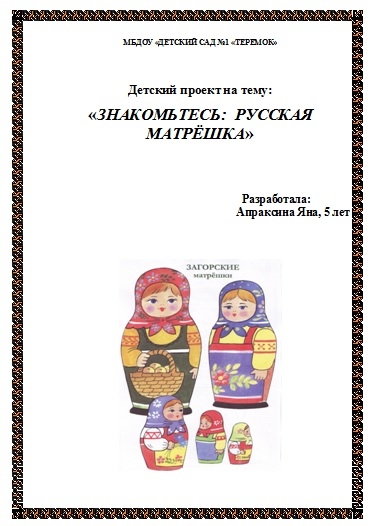 МБДОУ «ДЕТСКИЙ САД №1 «ТЕРЕМОК»
Детский проект на тему:
«ЗНАКОМЬТЕСЬ: РУССКАЯ
МАТРЁШКА»
Разработала:
Апраксина Яна, 5 лет
ЗАГОРСКИЕ
матрёшки